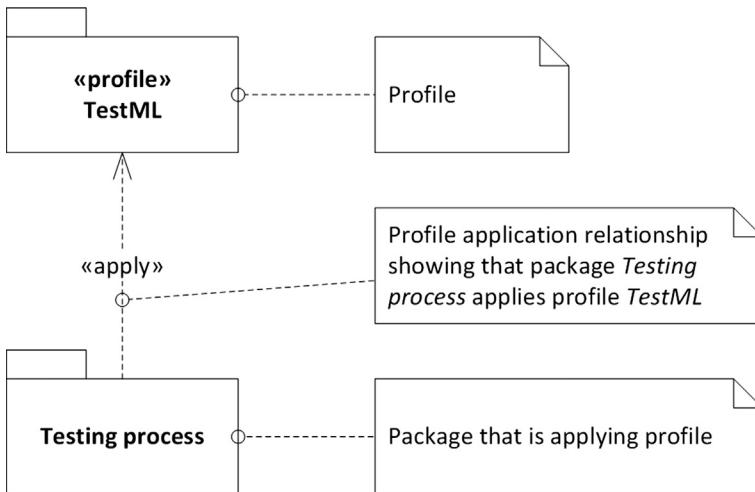 «profile»
TestML
Profile
Profile application relationship
showing that package Testing
process applies profile TestML
«apply»
Testing process
Package that is applying profile